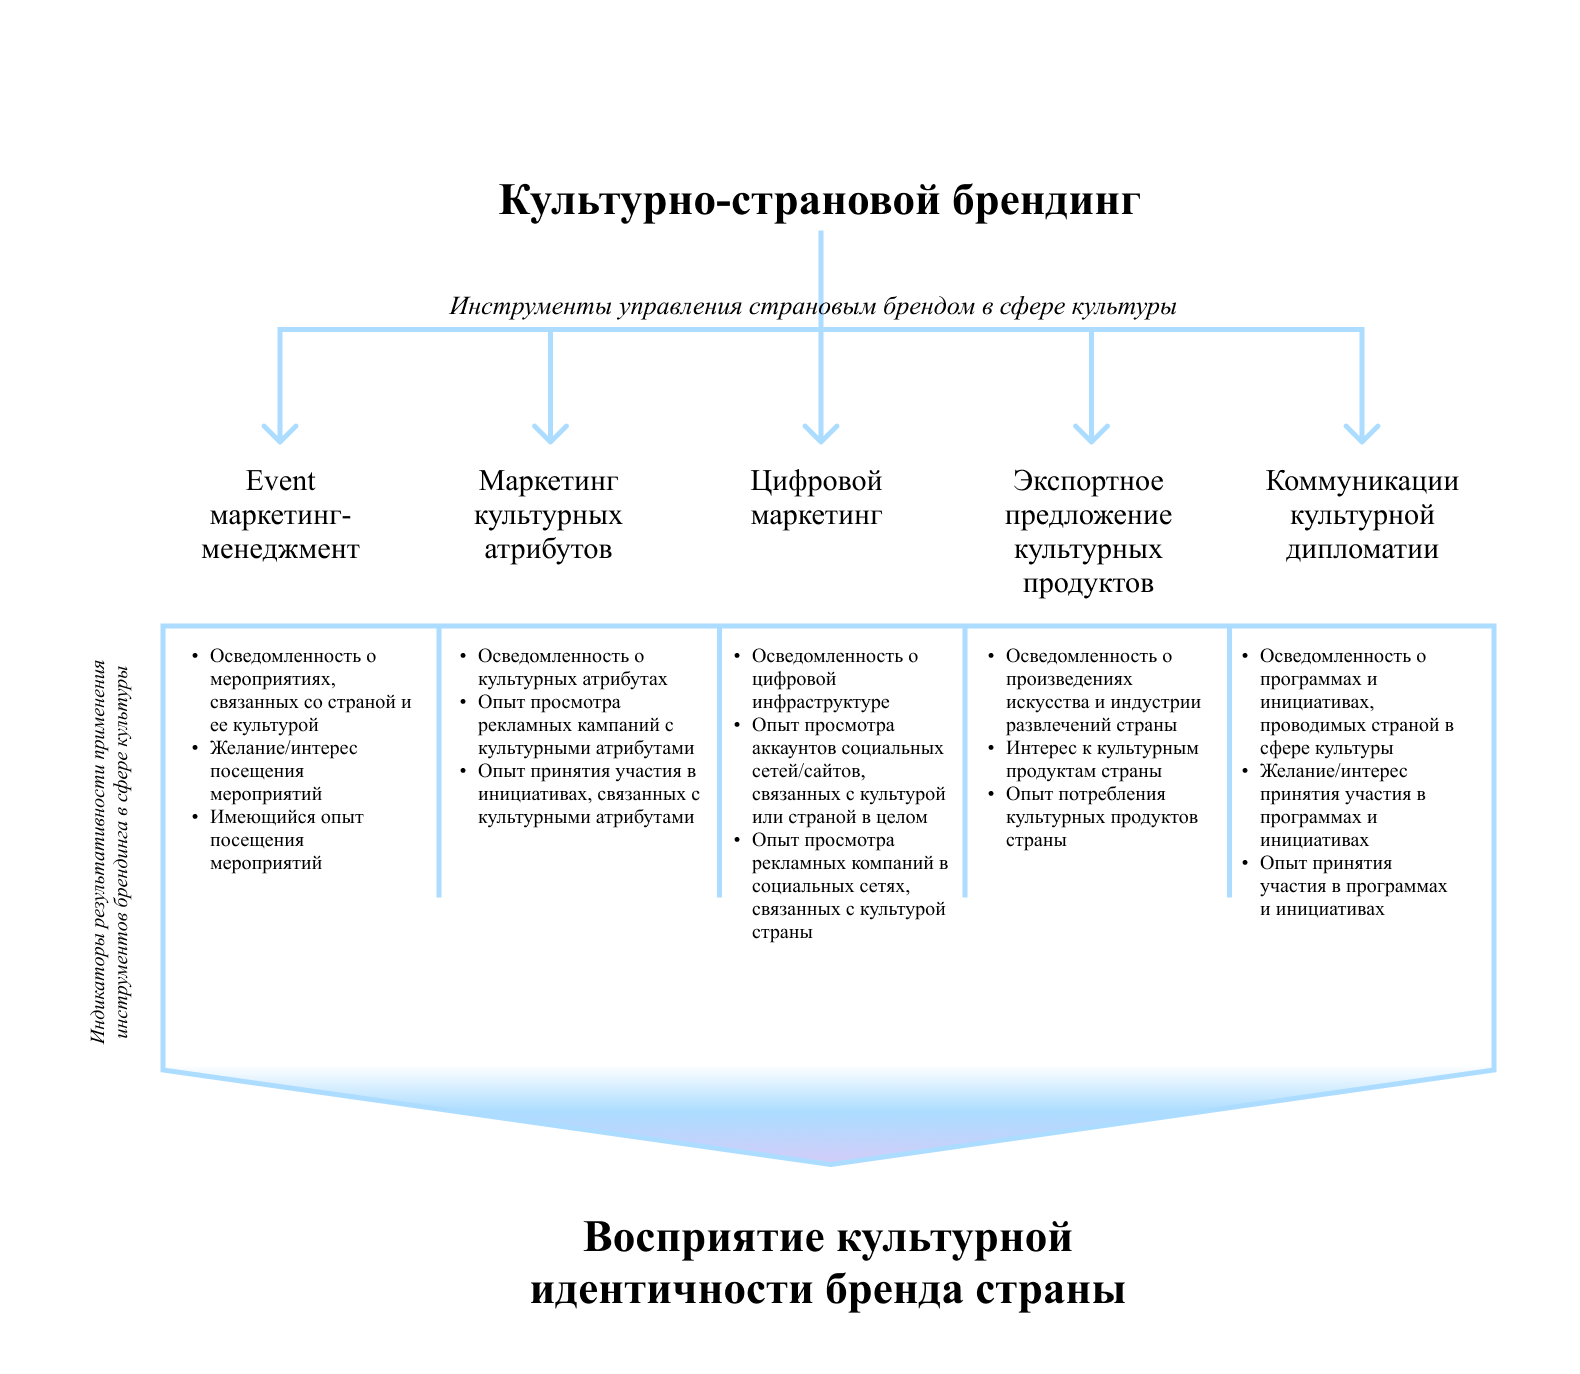 Культурно-страновой брендинг
Инструменты управления страновым брендом в сфере культуры
Event
маркетинг-
менеджмент
Маркетинг
культурных
атрибутов
Цифровой
маркетинг
Экспортное
предложение
культурных
продуктов
Коммуникации
культурной
дипломатии
Индикаторы результативности применения
инструментов брендинга в сфере культуры
• Осведомленность о
мероприятиях,
связанных со страной и
ее культурой
• Желание/интерес
посещения
мероприятий
• Имеющийся опыт
посещения
мероприятий
• Осведомленность о
культурных атрибутах
• Опыт просмотра
рекламных кампаний с
культурными атрибутами
• Опыт принятия участия в
инициативах, связанных с
культурными атрибутами
• Осведомленность о
цифровой
инфраструктуре
• Опыт просмотра
аккаунтов социальных
сетей/сайтов,
связанных с культурой
или страной в целом
• Опыт просмотра
рекламных компаний в
социальных сетях,
связанных с культурой
страны
• Осведомленность о
произведениях
искусства и индустрии
развлечений страны
• Интерес к культурным
продуктам страны
• Опыт потребления
культурных продуктов
страны
• Осведомленность о
программах и
инициативах,
проводимых страной в
сфере культуры
• Желание/интерес
принятия участия в
программах и
инициативах
• Опыт принятия
участия в программах
и инициативах
Восприятие культурной
идентичности бренда страны